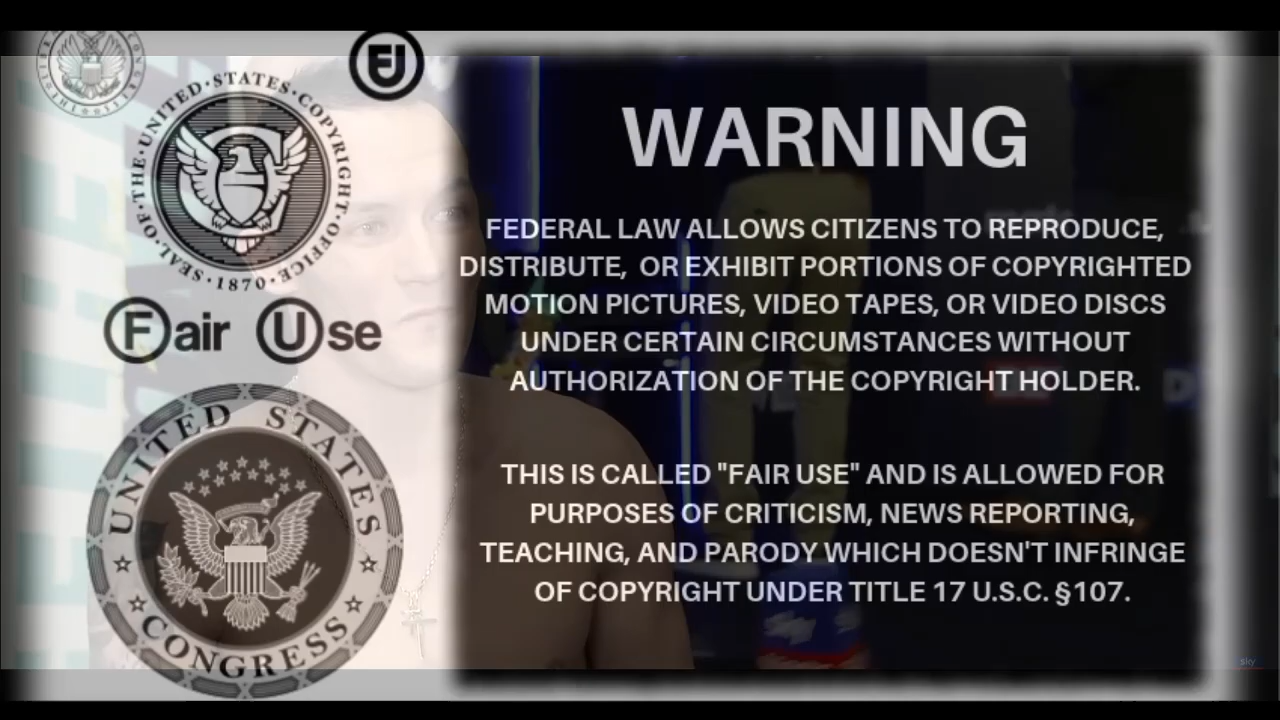 SEAL·OF·THE·UNITED·STATES·COPYRIGHT·OFFICE·
·1870·
FU
Fair Use
UNITED STATES
CONGRESS
WARNING
FEDERAL LAW ALLOWS CITIZENS TO REPRODUCE,
DISTRIBUTE, OR EXHIBIT PORTIONS OF COPYRIGHTED
MOTION PICTURES, VIDEO TAPES, OR VIDEO DISCS
UNDER CERTAIN CIRCUMSTANCES WITHOUT
AUTHORIZATION OF THE COPYRIGHT HOLDER.
THIS IS CALLED "FAIR USE" AND IS ALLOWED FOR
PURPOSES OF CRITICISM, NEWS REPORTING,
TEACHING, AND PARODY WHICH DOESN'T INFRINGE
OF COPYRIGHT UNDER TITLE 17 U.S.C. §107.
sky